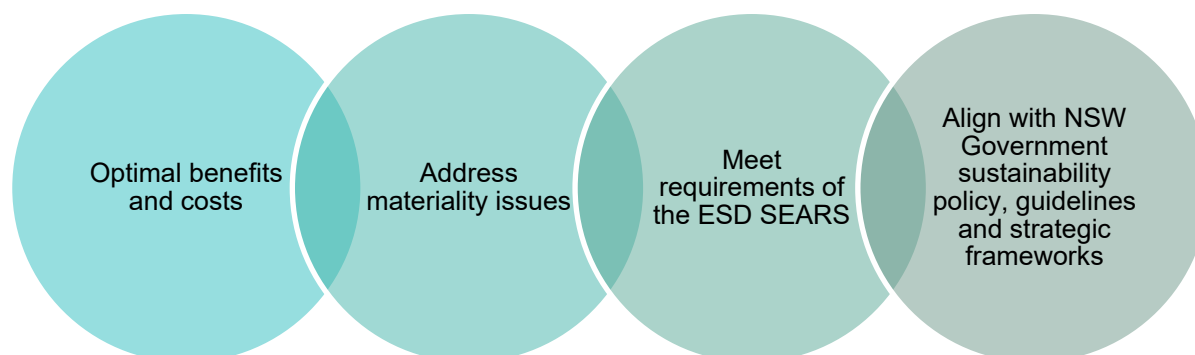 Optimal benefits
and costs
Address
materiality issues
Meet
requirements of
the ESD SEARS
Align with NSW
Government
sustainability
policy, guidelines
and strategic
frameworks